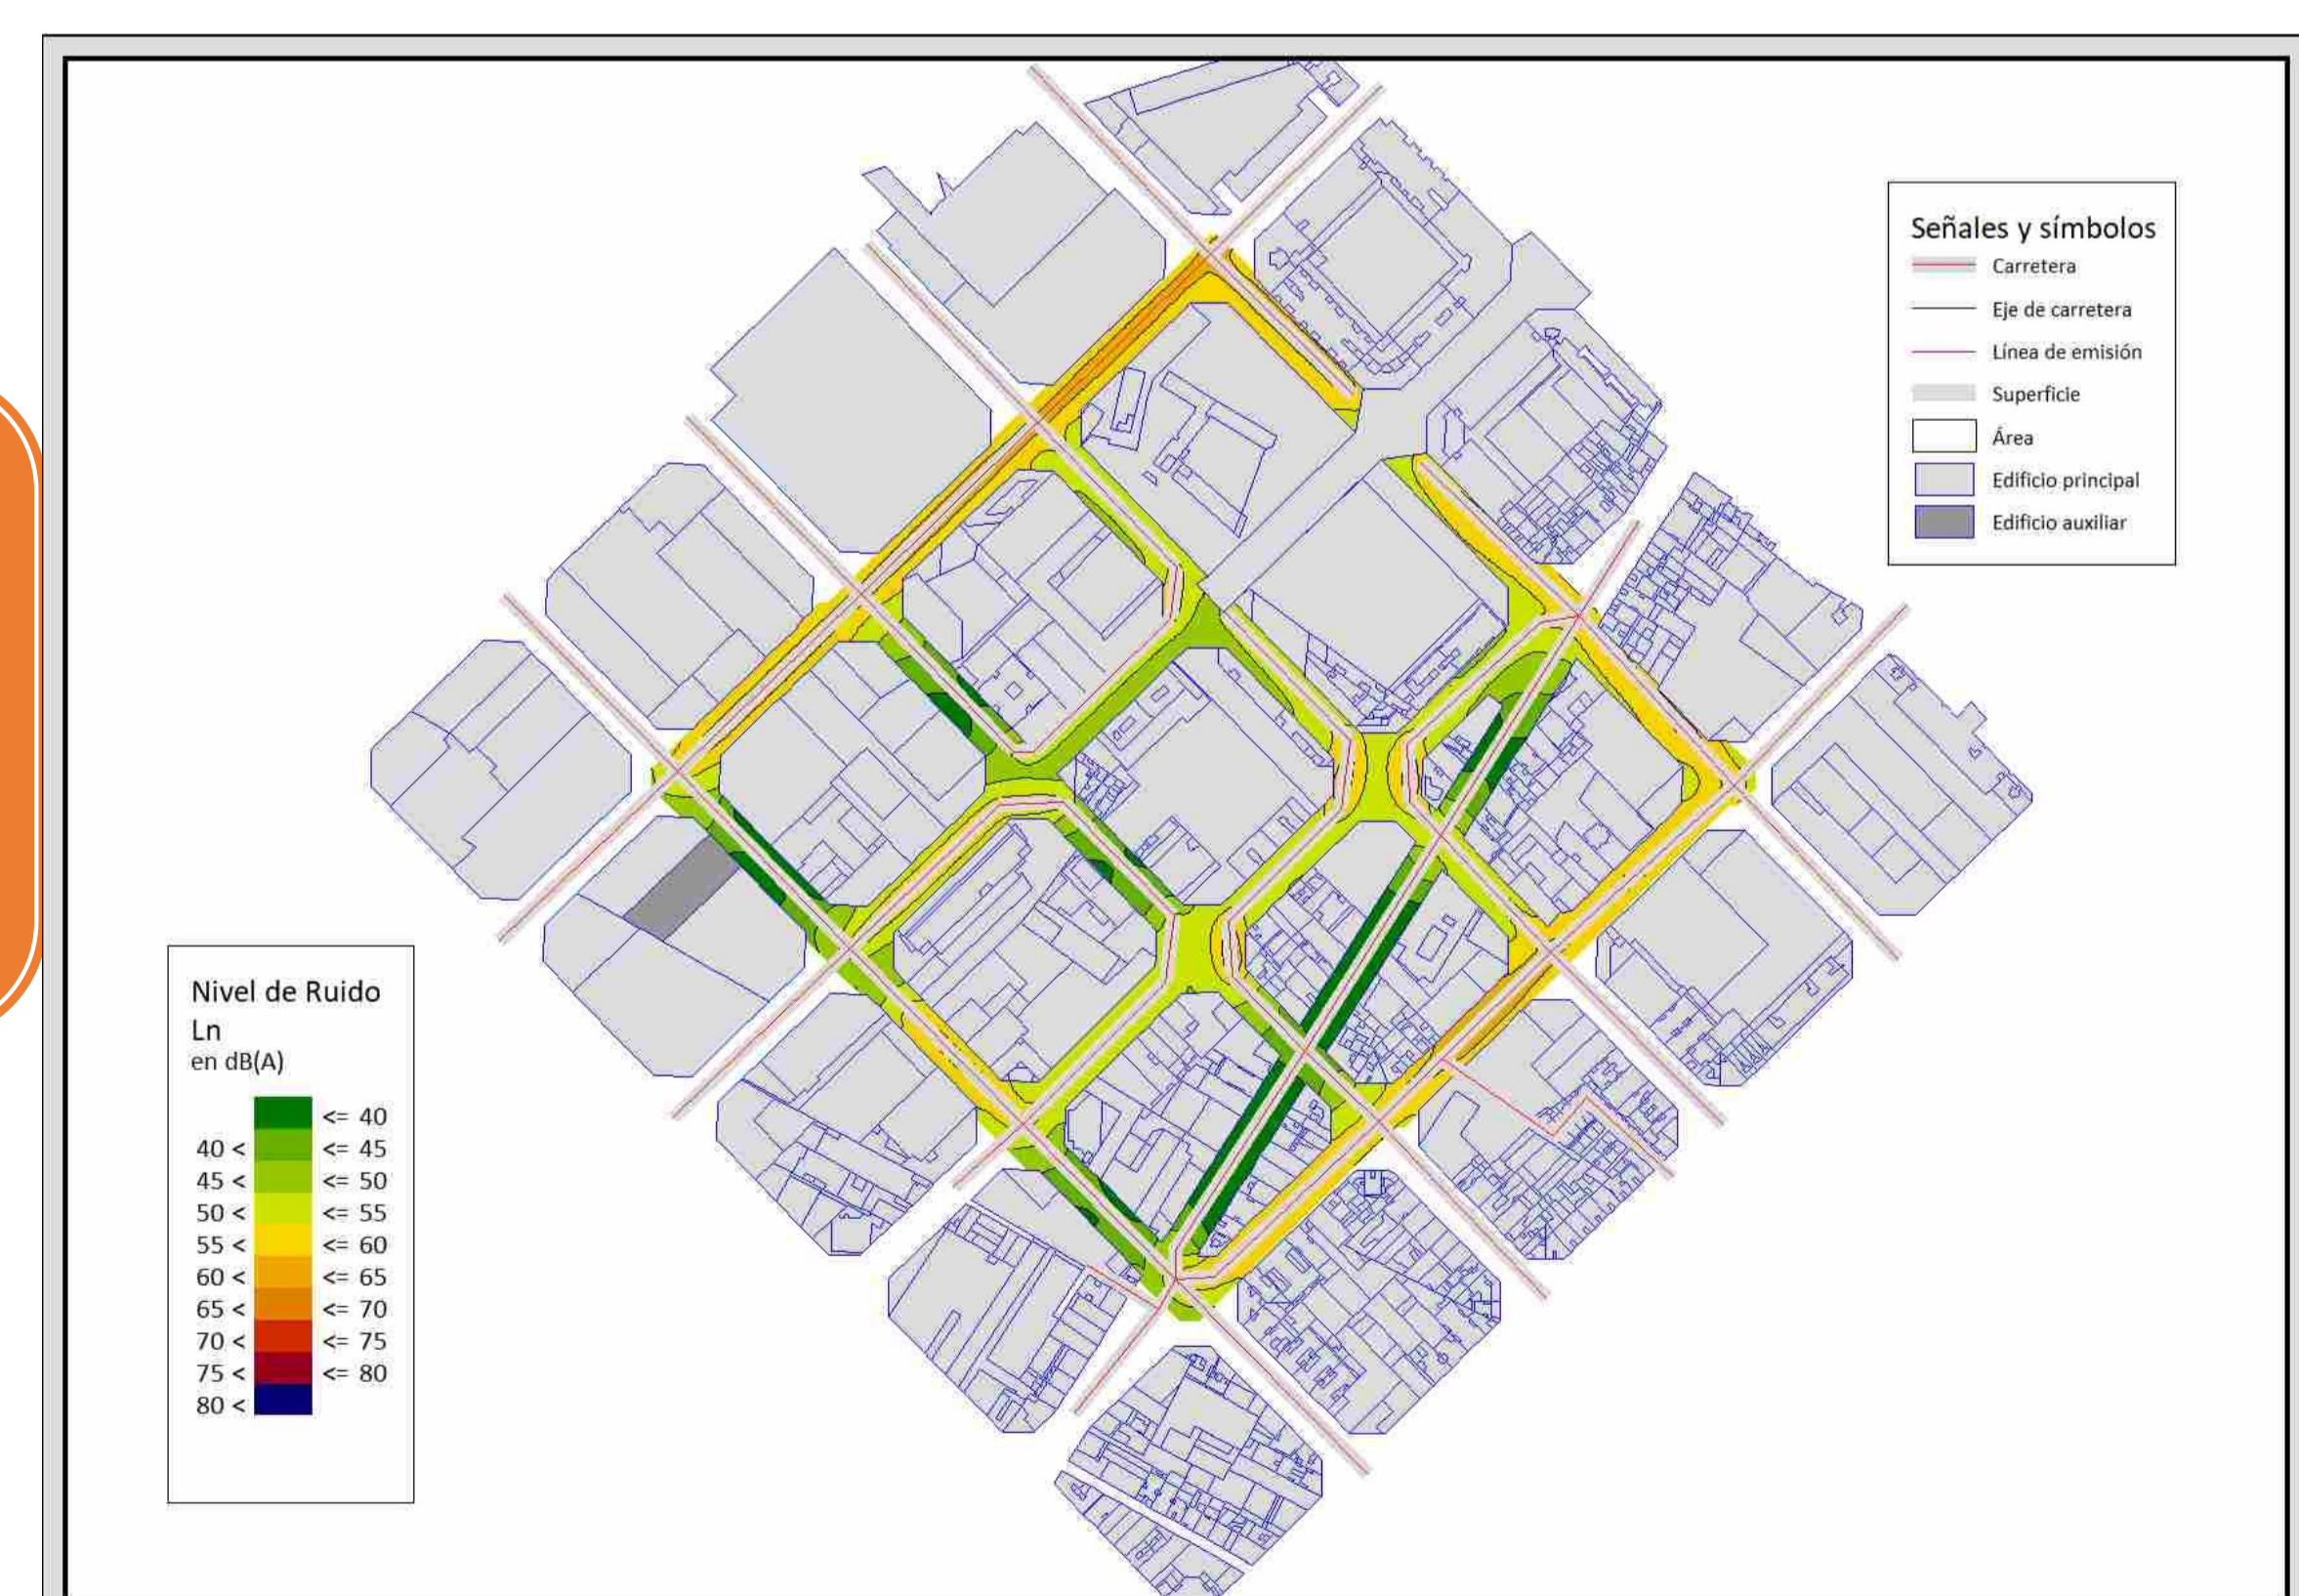 Señales y símbolos
Carretera
Eje de carretera
Línea de emisión
Superficie
Área
Edificio principal
Edificio auxiliar
Nivel de Ruido
Ln
en dB(A)
<= 40
40 < <= 45
45 < <= 50
50 < <= 55
55 < <= 60
60 < <= 65
65 < <= 70
70 < <= 75
75 < <= 80
80 <